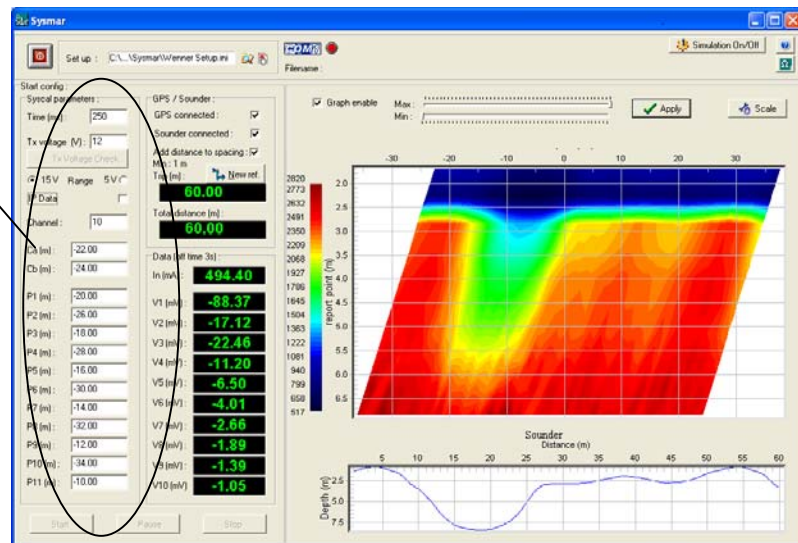 Sysmar
Set up : C:\...\Sysmar\Wenner Setup.ini
Filename :
Simulation On/Off
Start config :
Syscal parameters :
Time (ms) : 250
Tx voltage (V) : 12
Tx Voltage Check
15 V Range 5 V
IP Data
Channel : 10
Ca (m) : -22.00
Cb (m) : -24.00
P1 (m) : -20.00
P2 (m) : -26.00
P3 (m) : -18.00
P4 (m) : -28.00
P5 (m) : -16.00
P6 (m) : -30.00
P7 (m) : -14.00
P8 (m) : -32.00
P9 (m) : -12.00
P10 (m) : -34.00
P11 (m) : -10.00
GPS / Sounder :
GPS connected :
Sounder connected :
Add distance to spacing :
Min : 1 m
Trip (m) : New ref.
60.00
Total distance (m) :
60.00
Data (off time 3s) :
In (mA) : 494.40
V1 (mV) : -88.37
V2 (mV) : -17.12
V3 (mV) : -22.46
V4 (mV) : -11.20
V5 (mV) : -6.50
V6 (mV) : -4.01
V7 (mV) : -2.66
V8 (mV) : -1.89
V9 (mV) : -1.39
V10 (mV) -1.05
Start Pause Stop
Graph enable Max : Min : Apply Scale
-30 -20 -10 0 10 20 30
2820
2773
2632
2491
2350
2209
2068
1927
1786
1645
1504
1363
1222
1081
940
799
658
517
report point (m)
2.0
2.5
3.0
3.5
4.0
4.5
5.0
5.5
6.0
6.5
Sounder
Distance (m)
5 10 15 20 25 30 35 40 45 50 55 60
Depth (m)
2.5
5.0
7.5